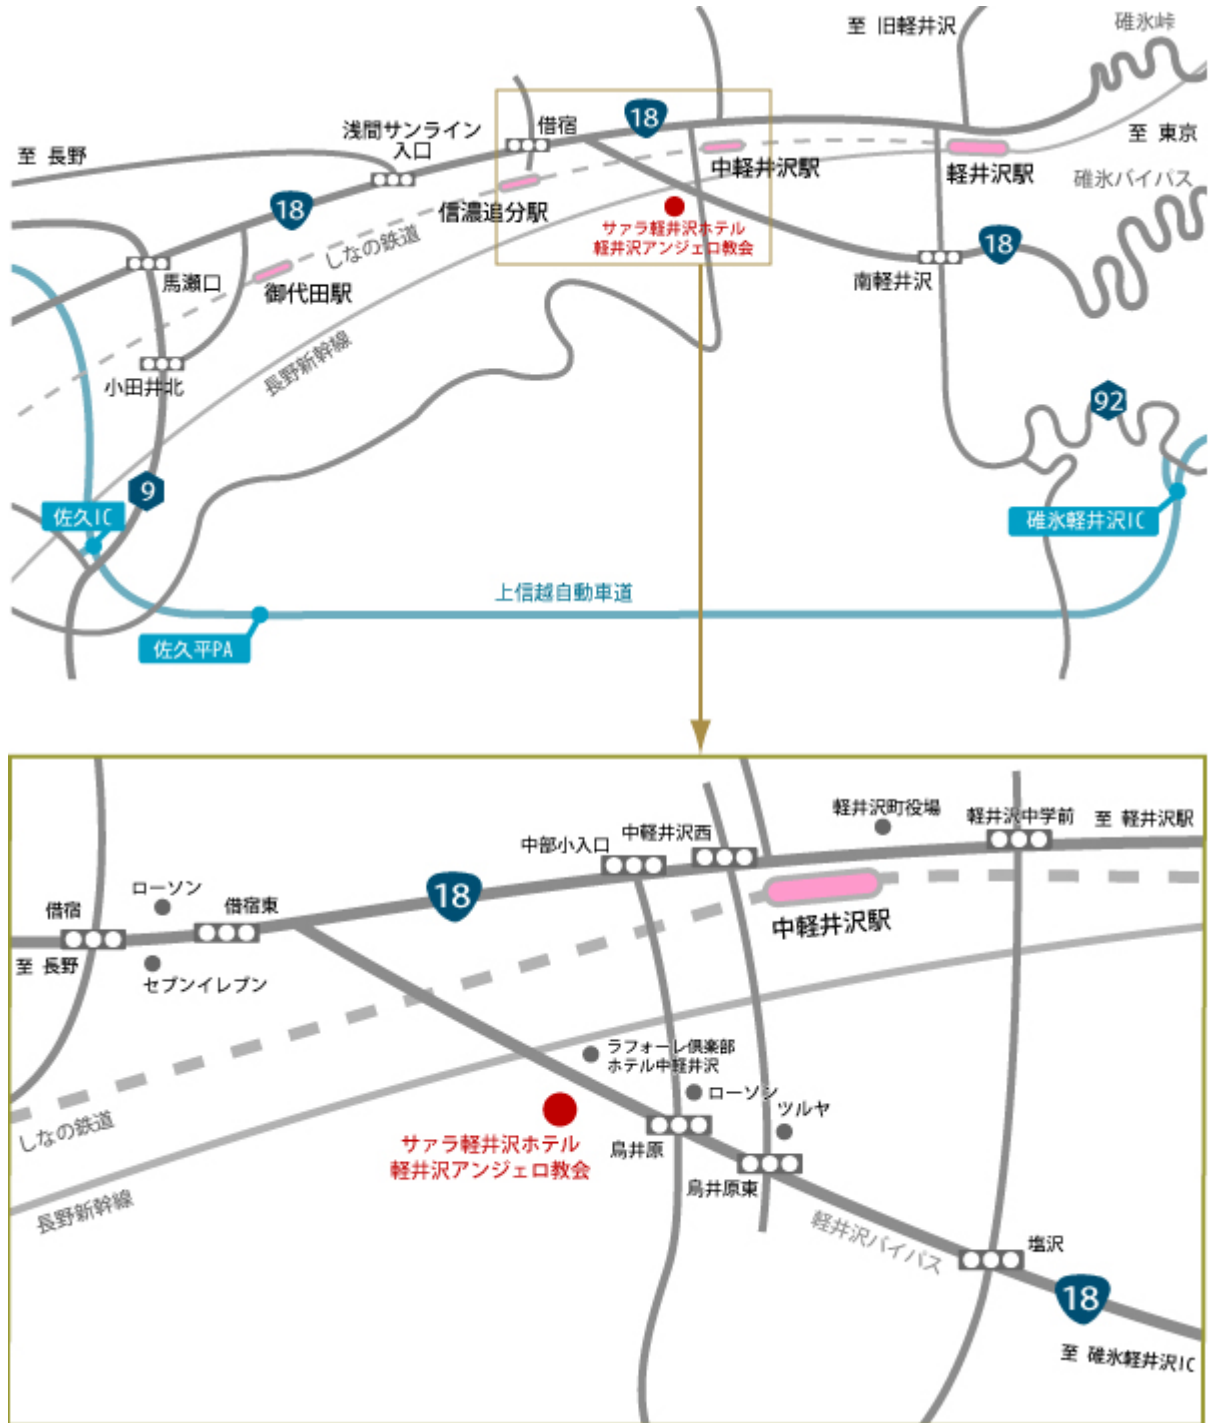 至 旧軽井沢
碓氷峠
18
借宿
浅間サンライン
入口
至 東京
至 長野
中軽井沢駅
軽井沢駅
碓氷バイパス
18
信濃追分駅
サァラ軽井沢ホテル
軽井沢アンジェロ教会
しなの鉄道
18
馬瀬口
御代田駅
南軽井沢
長野新幹線
小田井北
92
9
佐久IC
碓氷軽井沢IC
上信越自動車道
佐久平PA
軽井沢町役場
軽井沢中学前
至 軽井沢駅
中部小入口
中軽井沢西
ローソン
18
借宿
借宿東
中軽井沢駅
至 長野
セブンイレブン
ラフォーレ倶楽部
ホテル中軽井沢
ローソン
ツルヤ
しなの鉄道
サァラ軽井沢ホテル
軽井沢アンジェロ教会
鳥井原
鳥井原東
長野新幹線
軽井沢バイパス
塩沢
18
至 碓氷軽井沢IC